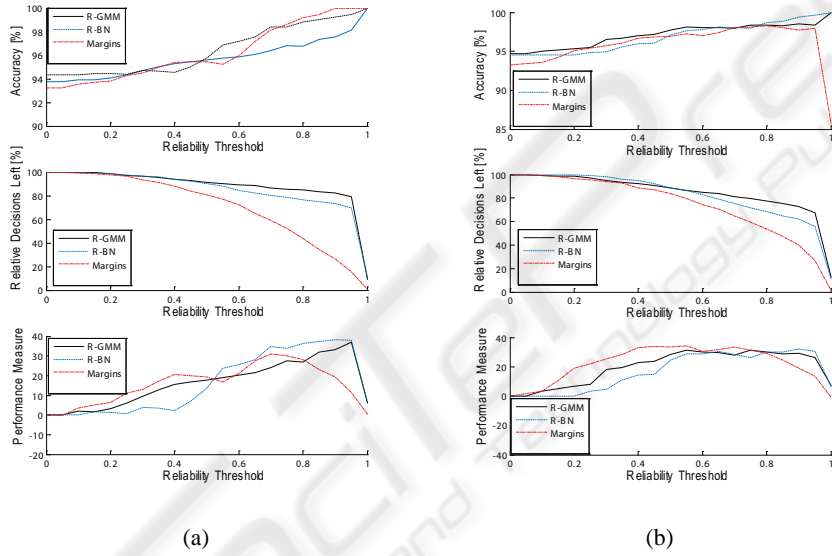 100
98
96
94
92
90
Accuracy [%]
R-GMM
R-BN
Margins
0 0.2 0.4 0.6 0.8 1
Reliability Threshold
100
80
60
40
20
0
Relative Decisions Left [%]
R-GMM
R-BN
Margins
0 0.2 0.4 0.6 0.8 1
Reliability Threshold
40
30
20
10
0
-10
-20
Performance Measure
R-GMM
R-BN
Margins
0 0.2 0.4 0.6 0.8 1
Reliability Threshold
(a)
100
95
90
85
Accuracy [%]
R-GMM
R-BN
Margins
0 0.2 0.4 0.6 0.8 1
Reliability Threshold
100
80
60
40
20
0
Relative Decisions Left [%]
R-GMM
R-BN
Margins
0 0.2 0.4 0.6 0.8 1
Reliability Threshold
40
20
0
-20
-40
Performance Measure
R-GMM
R-BN
Margins
0 0.2 0.4 0.6 0.8 1
Reliability Threshold
(b)